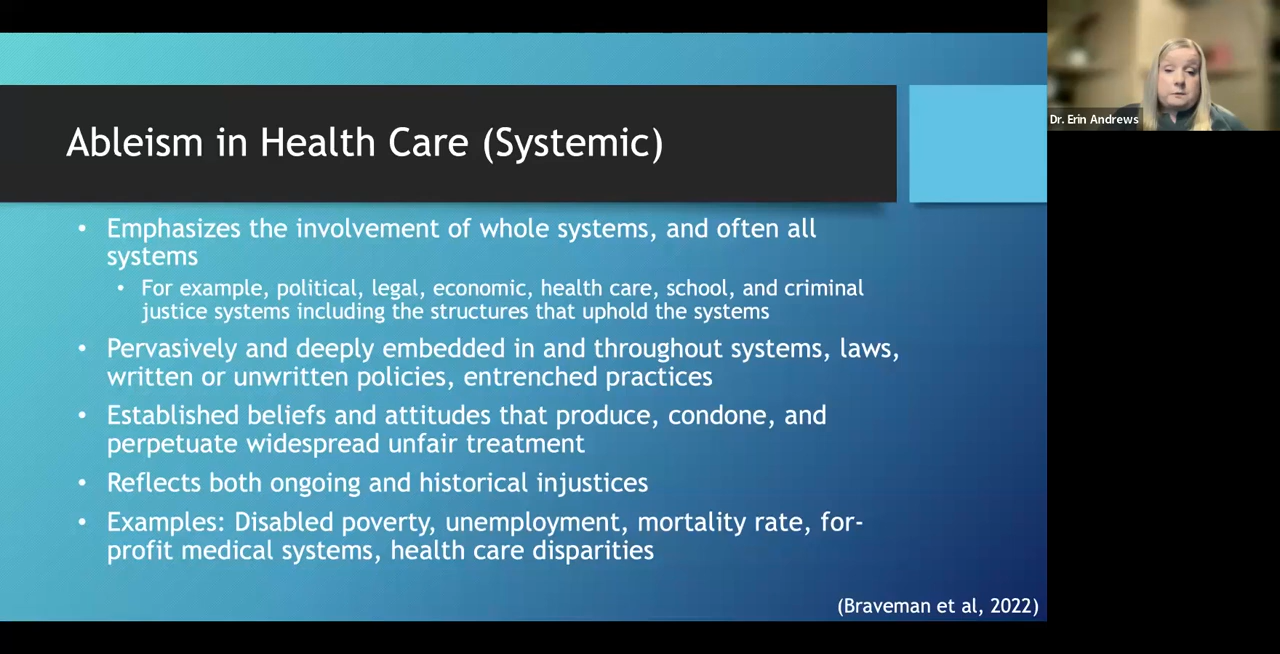 Ableism in Health Care (Systemic)
Dr. Erin Andrews
• Emphasizes the involvement of whole systems, and often all
systems
• For example, political, legal, economic, health care, school, and criminal
justice systems including the structures that uphold the systems
• Pervasively and deeply embedded in and throughout systems, laws,
written or unwritten policies, entrenched practices
• Established beliefs and attitudes that produce, condone, and
perpetuate widespread unfair treatment
• Reflects both ongoing and historical injustices
• Examples: Disabled poverty, unemployment, mortality rate, for-
profit medical systems, health care disparities
(Braveman et al, 2022)